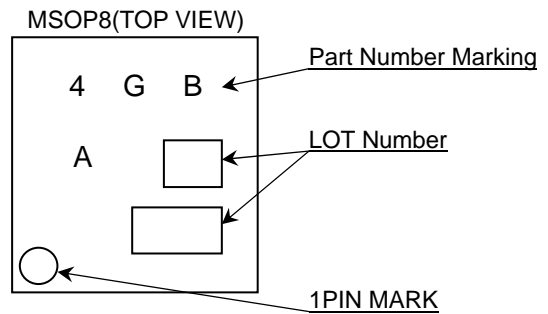 MSOP8(TOP VIEW)
Part Number Marking
4 G B
LOT Number
A
1PIN MARK